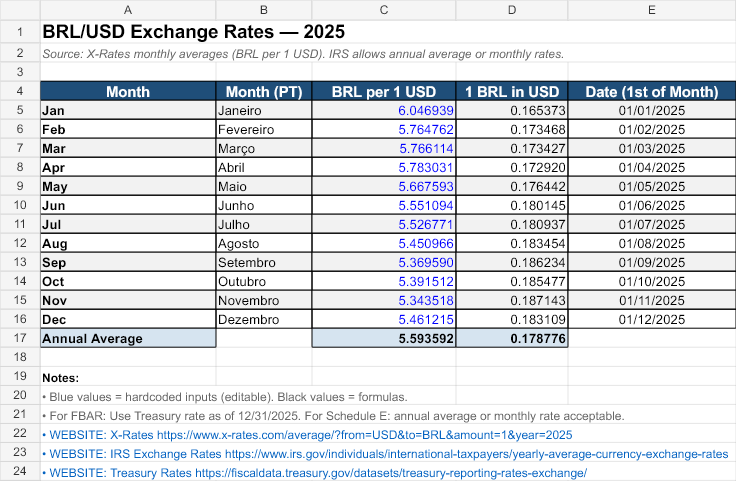 A B C D E
1 BRL/USD Exchange Rates — 2025
2 Source: X-Rates monthly averages (BRL per 1 USD). IRS allows annual average or monthly rates.
3
4 Month Month (PT) BRL per 1 USD 1 BRL in USD Date (1st of Month)
5 Jan Janeiro 6.046939 0.165373 01/01/2025
6 Feb Fevereiro 5.764762 0.173468 01/02/2025
7 Mar Março 5.766114 0.173427 01/03/2025
8 Apr Abril 5.783031 0.172920 01/04/2025
9 May Maio 5.667593 0.176442 01/05/2025
10 Jun Junho 5.551094 0.180145 01/06/2025
11 Jul Julho 5.526771 0.180937 01/07/2025
12 Aug Agosto 5.450966 0.183454 01/08/2025
13 Sep Setembro 5.369590 0.186234 01/09/2025
14 Oct Outubro 5.391512 0.185477 01/10/2025
15 Nov Novembro 5.343518 0.187143 01/11/2025
16 Dec Dezembro 5.461215 0.183109 01/12/2025
17 Annual Average 5.593592 0.178776
18
19 Notes:
20 • Blue values = hardcoded inputs (editable). Black values = formulas.
21 • For FBAR: Use Treasury rate as of 12/31/2025. For Schedule E: annual average or monthly rate acceptable.
22 • WEBSITE: X-Rates https://www.x-rates.com/average/?from=USD&to=BRL&amount=1&year=2025
23 • WEBSITE: IRS Exchange Rates https://www.irs.gov/individuals/international-taxpayers/yearly-average-currency-exchange-rates
24 • WEBSITE: Treasury Rates https://fiscaldata.treasury.gov/datasets/treasury-reporting-rates-exchange/